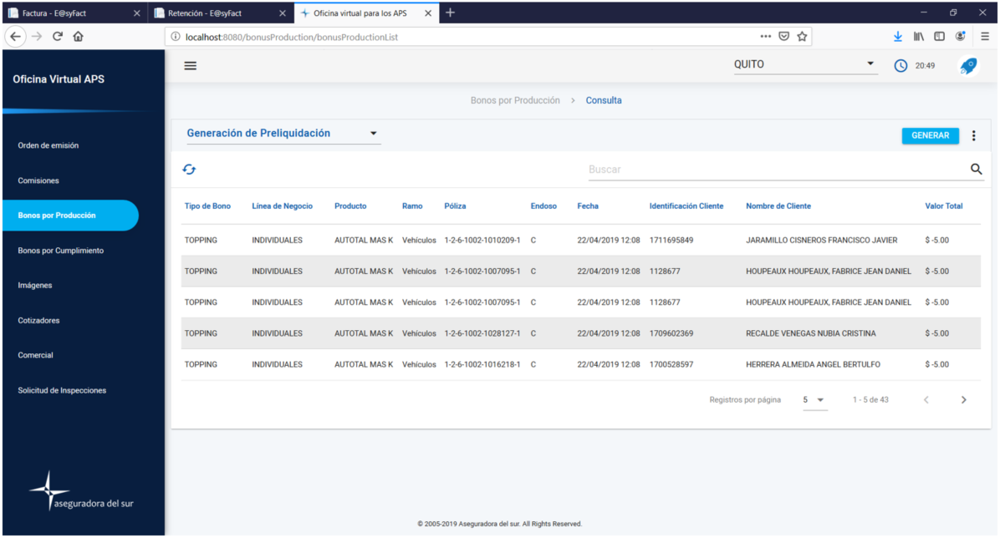 Factura - E@syFact
Retención - E@syFact
Oficina virtual para los APS
localhost:8080/bonusProduction/bonusProductionList
Oficina Virtual APS
QUITO
20:49
Bonos por Producción > Consulta
Orden de emisión
Comisiones
Bonos por Producción
Bonos por Cumplimiento
Imágenes
Cotizadores
Comercial
Solicitud de Inspecciones
aseguradora del sur
Generación de Preliquidación
GENERAR
Buscar
Tipo de Bono Línea de Negocio Producto Ramo Póliza Endoso Fecha Identificación Cliente Nombre de Cliente Valor Total
TOPPING INDIVIDUALES AUTOTAL MAS K Vehículos 1-2-6-1002-1010209-1 C 22/04/2019 12:08 1711695849 JARAMILLO CISNEROS FRANCISCO JAVIER $ -5.00
TOPPING INDIVIDUALES AUTOTAL MAS K Vehículos 1-2-6-1002-1007095-1 C 22/04/2019 12:08 1128677 HOUPEAUX HOUPEAUX, FABRICE JEAN DANIEL $ -5.00
TOPPING INDIVIDUALES AUTOTAL MAS K Vehículos 1-2-6-1002-1007095-1 C 22/04/2019 12:08 1128677 HOUPEAUX HOUPEAUX, FABRICE JEAN DANIEL $ -5.00
TOPPING INDIVIDUALES AUTOTAL MAS K Vehículos 1-2-6-1002-1028127-1 C 22/04/2019 12:08 1709602369 RECALDE VENEGAS NUBIA CRISTINA $ -5.00
TOPPING INDIVIDUALES AUTOTAL MAS K Vehículos 1-2-6-1002-1016218-1 C 22/04/2019 12:08 1700528597 HERRERA ALMEIDA ANGEL BERTULFO $ -5.00
Registros por página 5 1 - 5 de 43
© 2005-2019 Aseguradora del sur. All Rights Reserved.